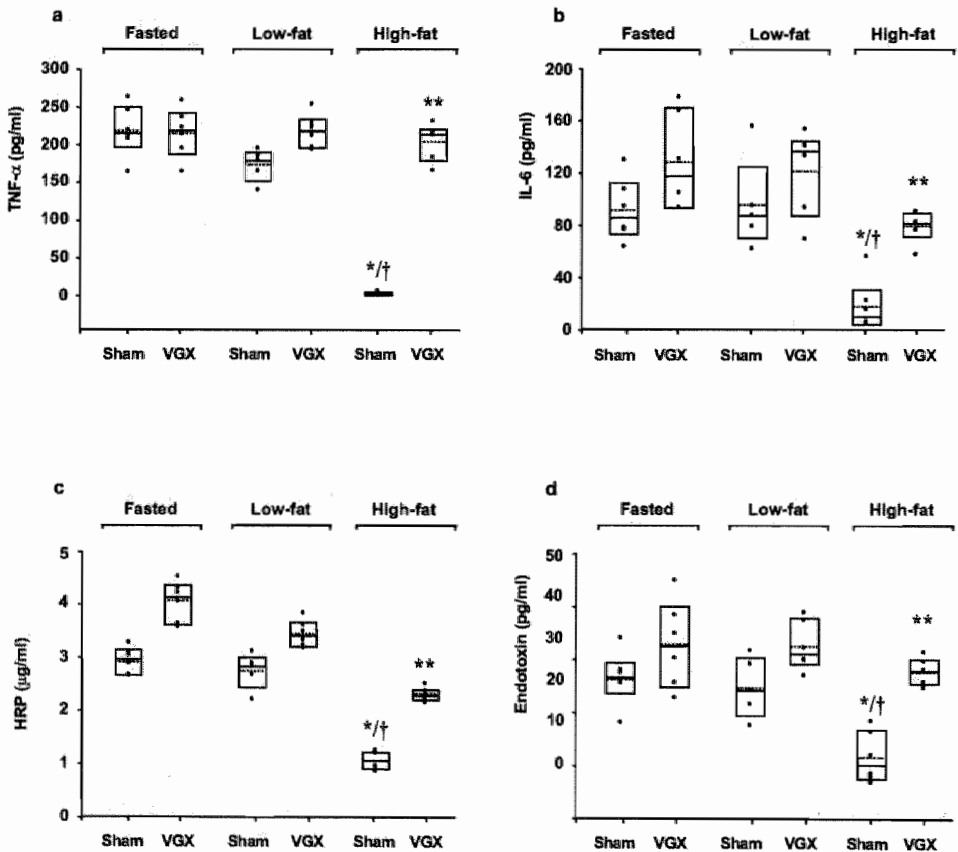 a
Fasted Low-fat High-fat
TNF-α (pg/ml)
300
250
200
150
100
50
0
**
*/†
Sham VGX Sham VGX Sham VGX
b
Fasted Low-fat High-fat
IL-6 (pg/ml)
200
160
120
80
40
0
**
*/†
Sham VGX Sham VGX Sham VGX
c
Fasted Low-fat High-fat
HRP (µg/ml)
5
4
3
2
1
0
**
*/†
Sham VGX Sham VGX Sham VGX
d
Fasted Low-fat High-fat
Endotoxin (pg/ml)
50
40
30
20
10
0
**
*/†
Sham VGX Sham VGX Sham VGX